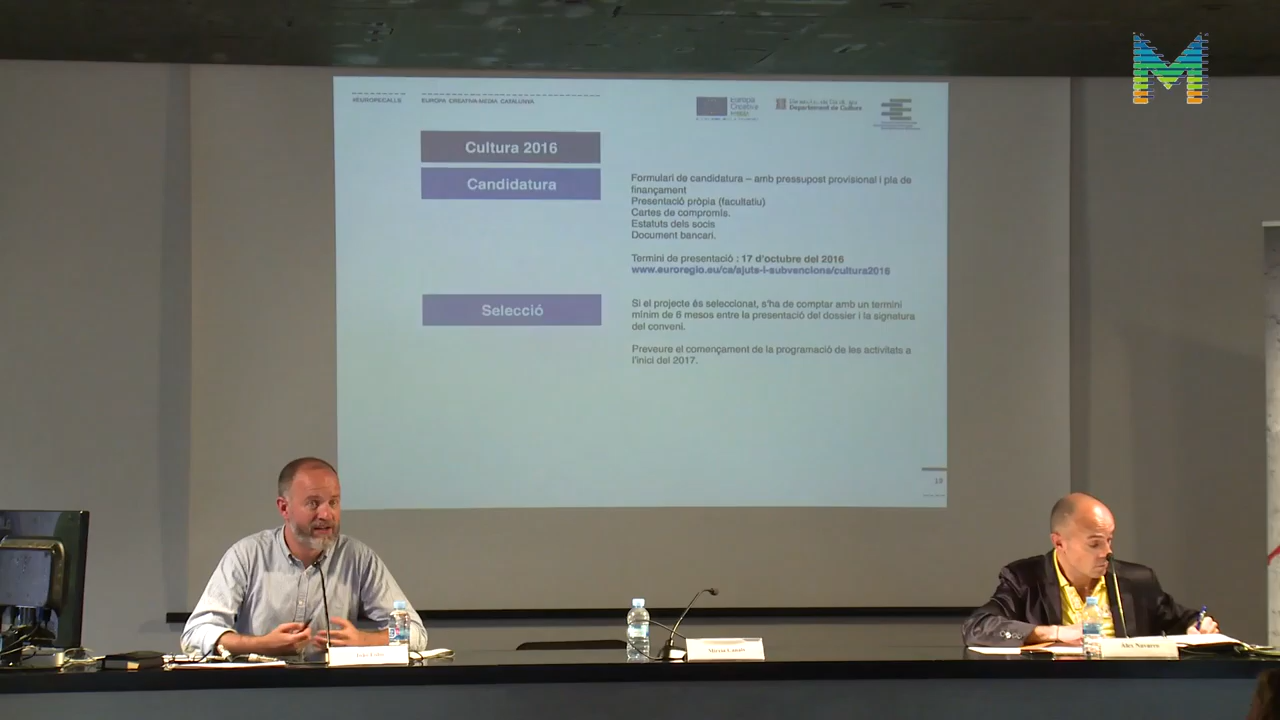 #EUROREGALLS
EUROPA CREATIVA MEDIA CATALUNYA
europa
Creativa
MEDIA
Departament de Cultura
Cultura 2016
Candidatura
Formulari de candidatura – amb pressupost provisional i pla de
finançament
Presentació pròpia (facultatiu)
Cartes de compromís.
Estatuts dels socis
Document bancari.
Termini de presentació : 17 d'octubre del 2016
www.euroregio.eu/ca/ajuts-i-subvencions/cultura2016
Selecció
Si el projecte és seleccionat, s'ha de comptar amb un termini
mínim de 6 mesos entre la presentació del dossier i la signatura
del conveni.
Preveure el començament de la programació de les activitats a
l'inici del 2017.
M
Alex Navarro